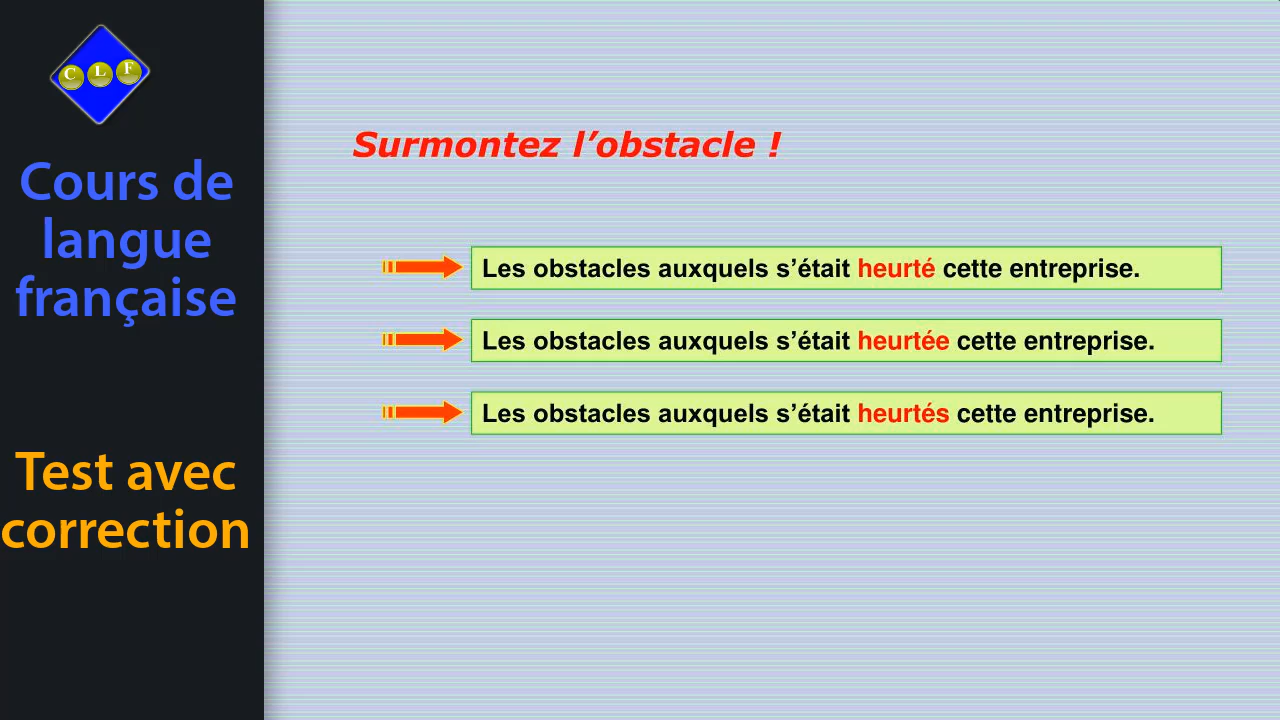 C L F
Cours de
langue
française
Test avec
correction
Surmontez l’obstacle !
Les obstacles auxquels s’était heurté cette entreprise.
Les obstacles auxquels s’était heurtée cette entreprise.
Les obstacles auxquels s’était heurtés cette entreprise.